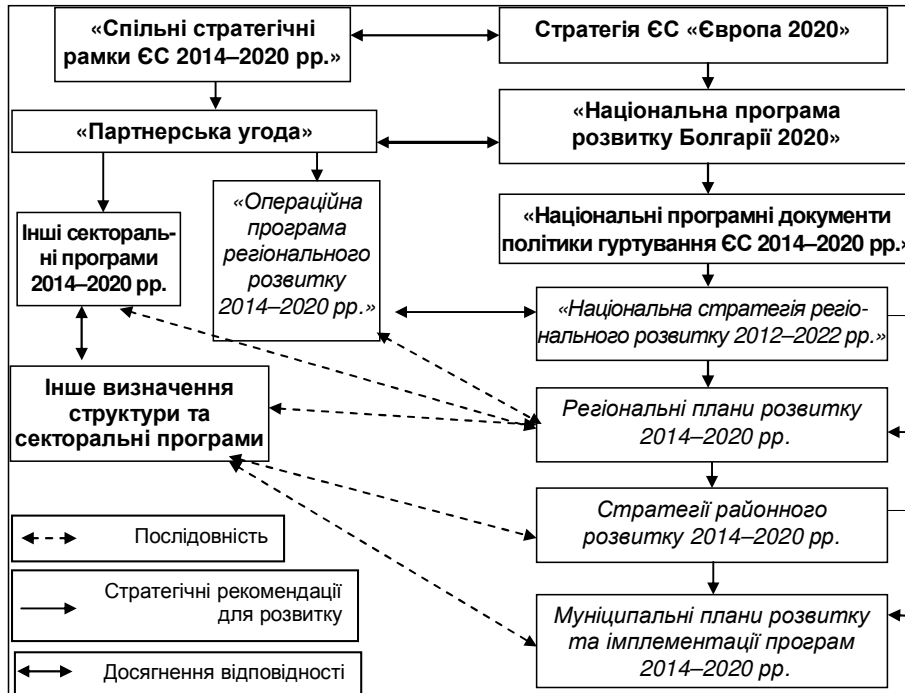 «Спільні стратегічні
рамки ЄС 2014–2020 рр.»
Стратегія ЄС «Європа 2020»
«Партнерська угода»
«Національна програма
розвитку Болгарії 2020»
Інші сектораль-
ні програми
2014–2020 рр.
«Операційна
програма
регіонального
розвитку
2014–2020 рр.»
«Національні програмні документи
політики гуртування ЄС 2014–2020 рр.»
«Національна стратегія регіо-
нального розвитку 2012–2022 рр.»
Інше визначення
структури та
секторальні програми
Регіональні плани розвитку
2014–2020 рр.
Стратегії районного
розвитку 2014–2020 рр.
Муніципальні плани розвитку
та імплементації програм
2014–2020 рр.
Послідовність
Стратегічні рекомендації
для розвитку
Досягнення відповідності